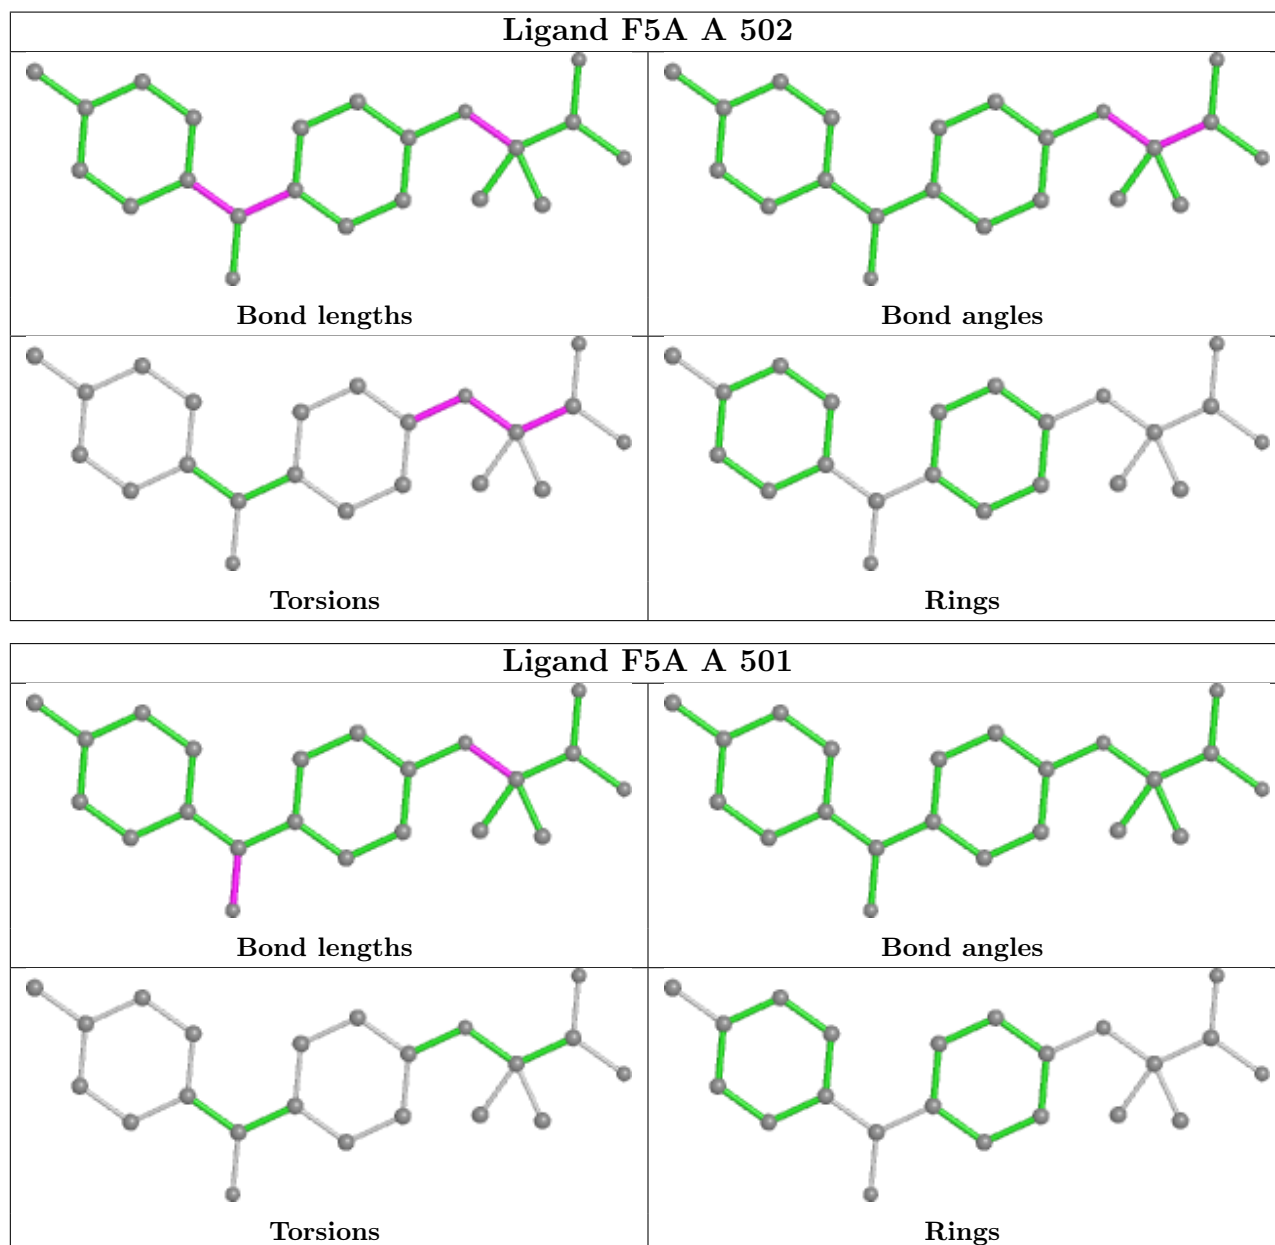 Ligand F5A A 502
Bond lengths
Bond angles
Torsions
Rings
Ligand F5A A 501
Bond lengths
Bond angles
Torsions
Rings